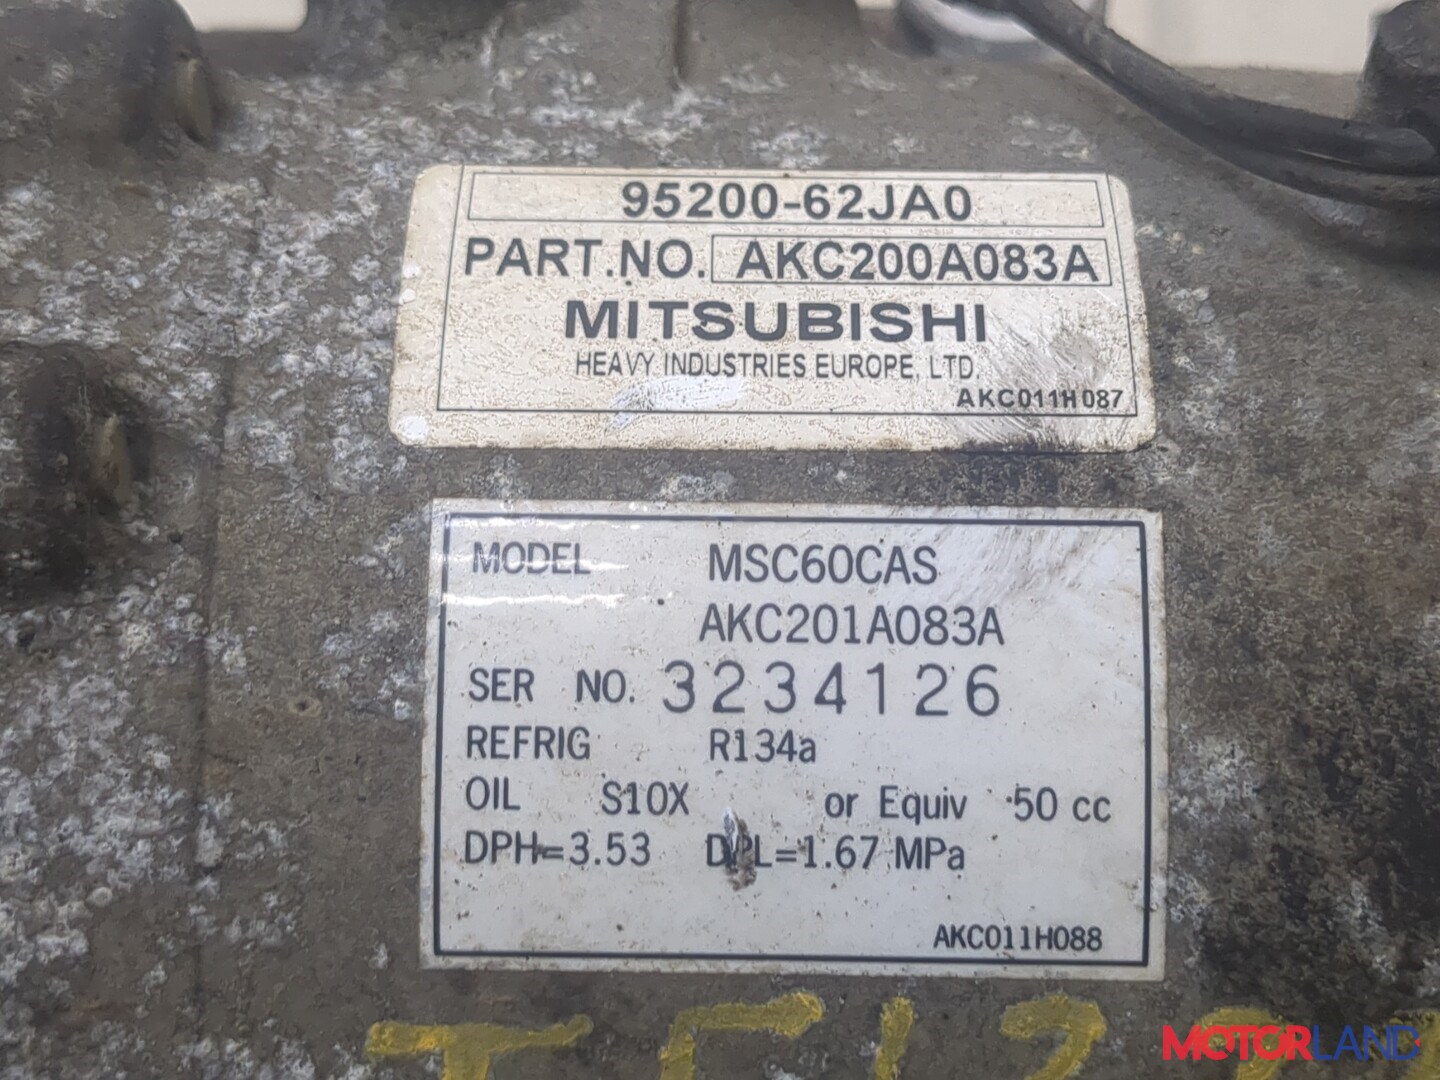 95200-62JA0
PART.NO. AKC200A083A
MITSUBISHI
HEAVY INDUSTRIES EUROPE, LTD.
AKC011H087
MODEL MSC60CAS
AKC201A083A
SER NO. 3234126
REFRIG R134a
OIL S10X or Equiv 50 cc
DPH=3.53 DPL=1.67 MPa
AKC011H088
MOTORLAND